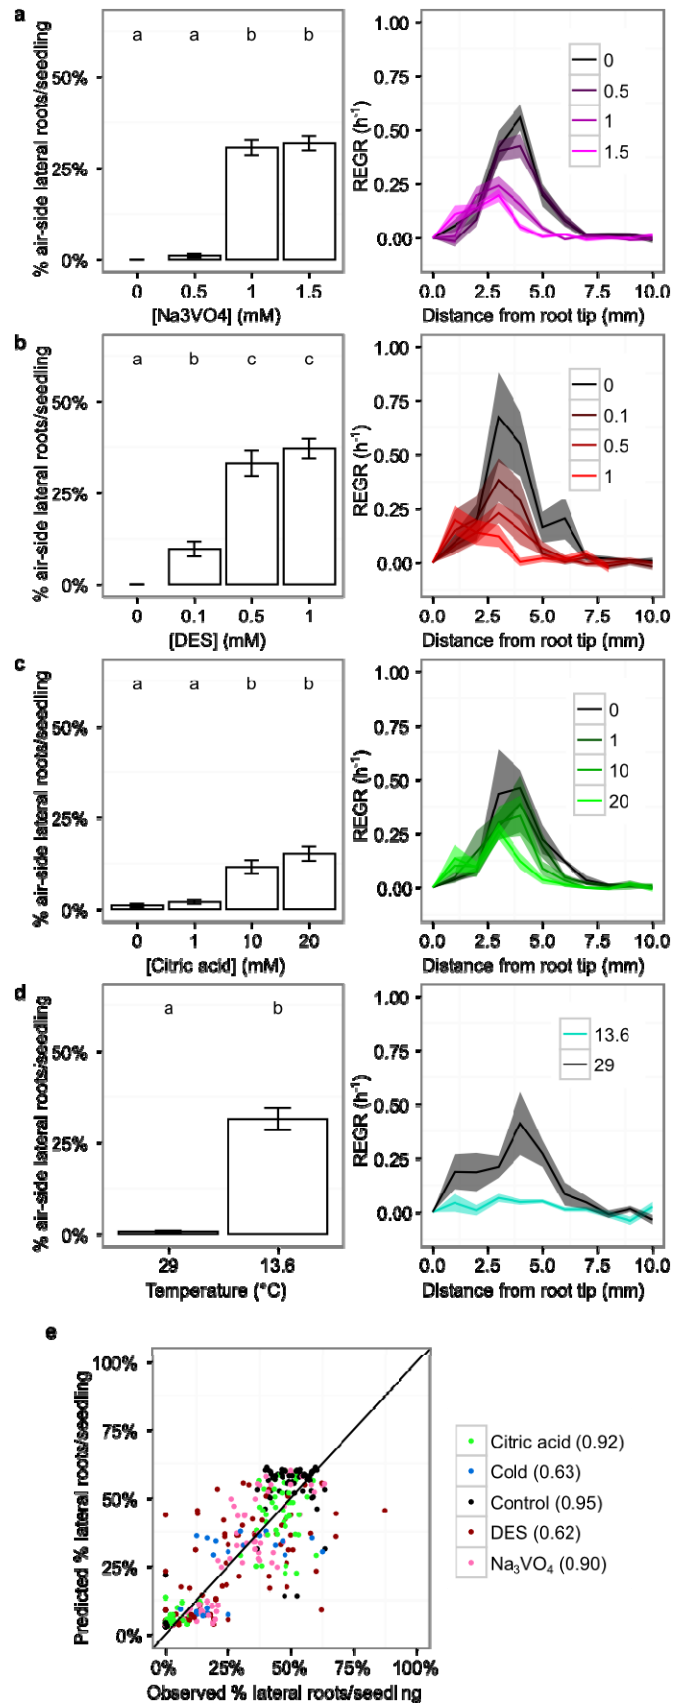 a
% air-side lateral roots/seedling
50%
25%
0%
a a b b
0 0.5 1 1.5
[Na3VO4] (mM)
REGR (h-1)
1.00
0.75
0.50
0.25
0.00
0
0.5
1
1.5
0.0 2.5 5.0 7.5 10.0
Distance from root tip (mm)
b
% air-side lateral roots/seedling
50%
25%
0%
a b c c
0 0.1 0.5 1
[DES] (mM)
REGR (h-1)
1.00
0.75
0.50
0.25
0.00
0
0.1
0.5
1
0.0 2.5 5.0 7.5 10.0
Distance from root tip (mm)
c
% air-side lateral roots/seedling
50%
25%
0%
a a b b
0 1 10 20
[Citric acid] (mM)
REGR (h-1)
1.00
0.75
0.50
0.25
0.00
0
1
10
20
0.0 2.5 5.0 7.5 10.0
Distance from root tip (mm)
d
% air-side lateral roots/seedling
50%
25%
0%
a b
29 13.6
Temperature (°C)
REGR (h-1)
1.00
0.75
0.50
0.25
0.00
13.6
29
0.0 2.5 5.0 7.5 10.0
Distance from root tip (mm)
e
Predicted % lateral roots/seedling
100%
75%
50%
25%
0%
0% 25% 50% 75% 100%
Observed % lateral roots/seedling
Citric acid (0.92)
Cold (0.63)
Control (0.95)
DES (0.62)
Na₃VO₄ (0.90)